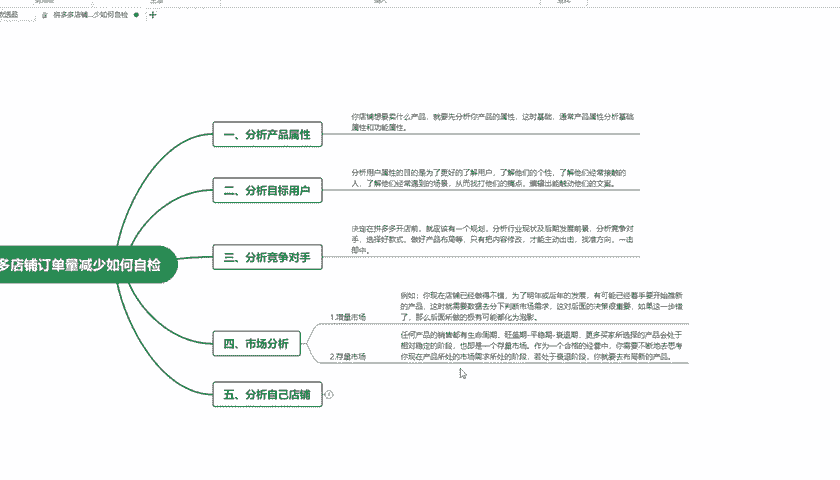 拼多多店铺...少如何自检
多店铺订单量减少如何自检
一、分析产品属性
你店铺想要卖什么产品，就要先分析你产品的属性，这时基础，通常产品属性分析基础
属性和功能属性。
二、分析目标用户
分析用户属性的目的是为了更好的了解用户，了解他们的个性，了解他们经常接触的
人，了解他们经常遇到的场景，从而找打他们的痛点，编辑出能触动他们的文案。
三、分析竞争对手
决定在拼多多开店前，就应该有一个规划，分析行业现状及后期发展前景，分析竞争对
手，选择好款式，做好产品布局等，只有把内容修改，才能主动出击，找准方向，一击
即中。
四、市场分析
1.增量市场
例如：你现在店铺已经做得不错，为了明年或后年的发展，有可能已经着手要开始推新
的产品，这时就需要数据去分下判断市场需求，这对后面的决策很重要，如果这一步错
了，那么后面所做的极有可能都化为泡影。
2.存量市场
任何产品的销售都有生命周期，旺盛期-平稳期-衰退期，更多买家所选择的产品会处于
相对稳定的阶段，也即是一个存量市场。作为一个合格的经营中，你需要不断地去思考
你现在产品所处的市场需求所处的阶段，若处于衰退阶段，你就要去布局新的产品。
五、分析自己店铺